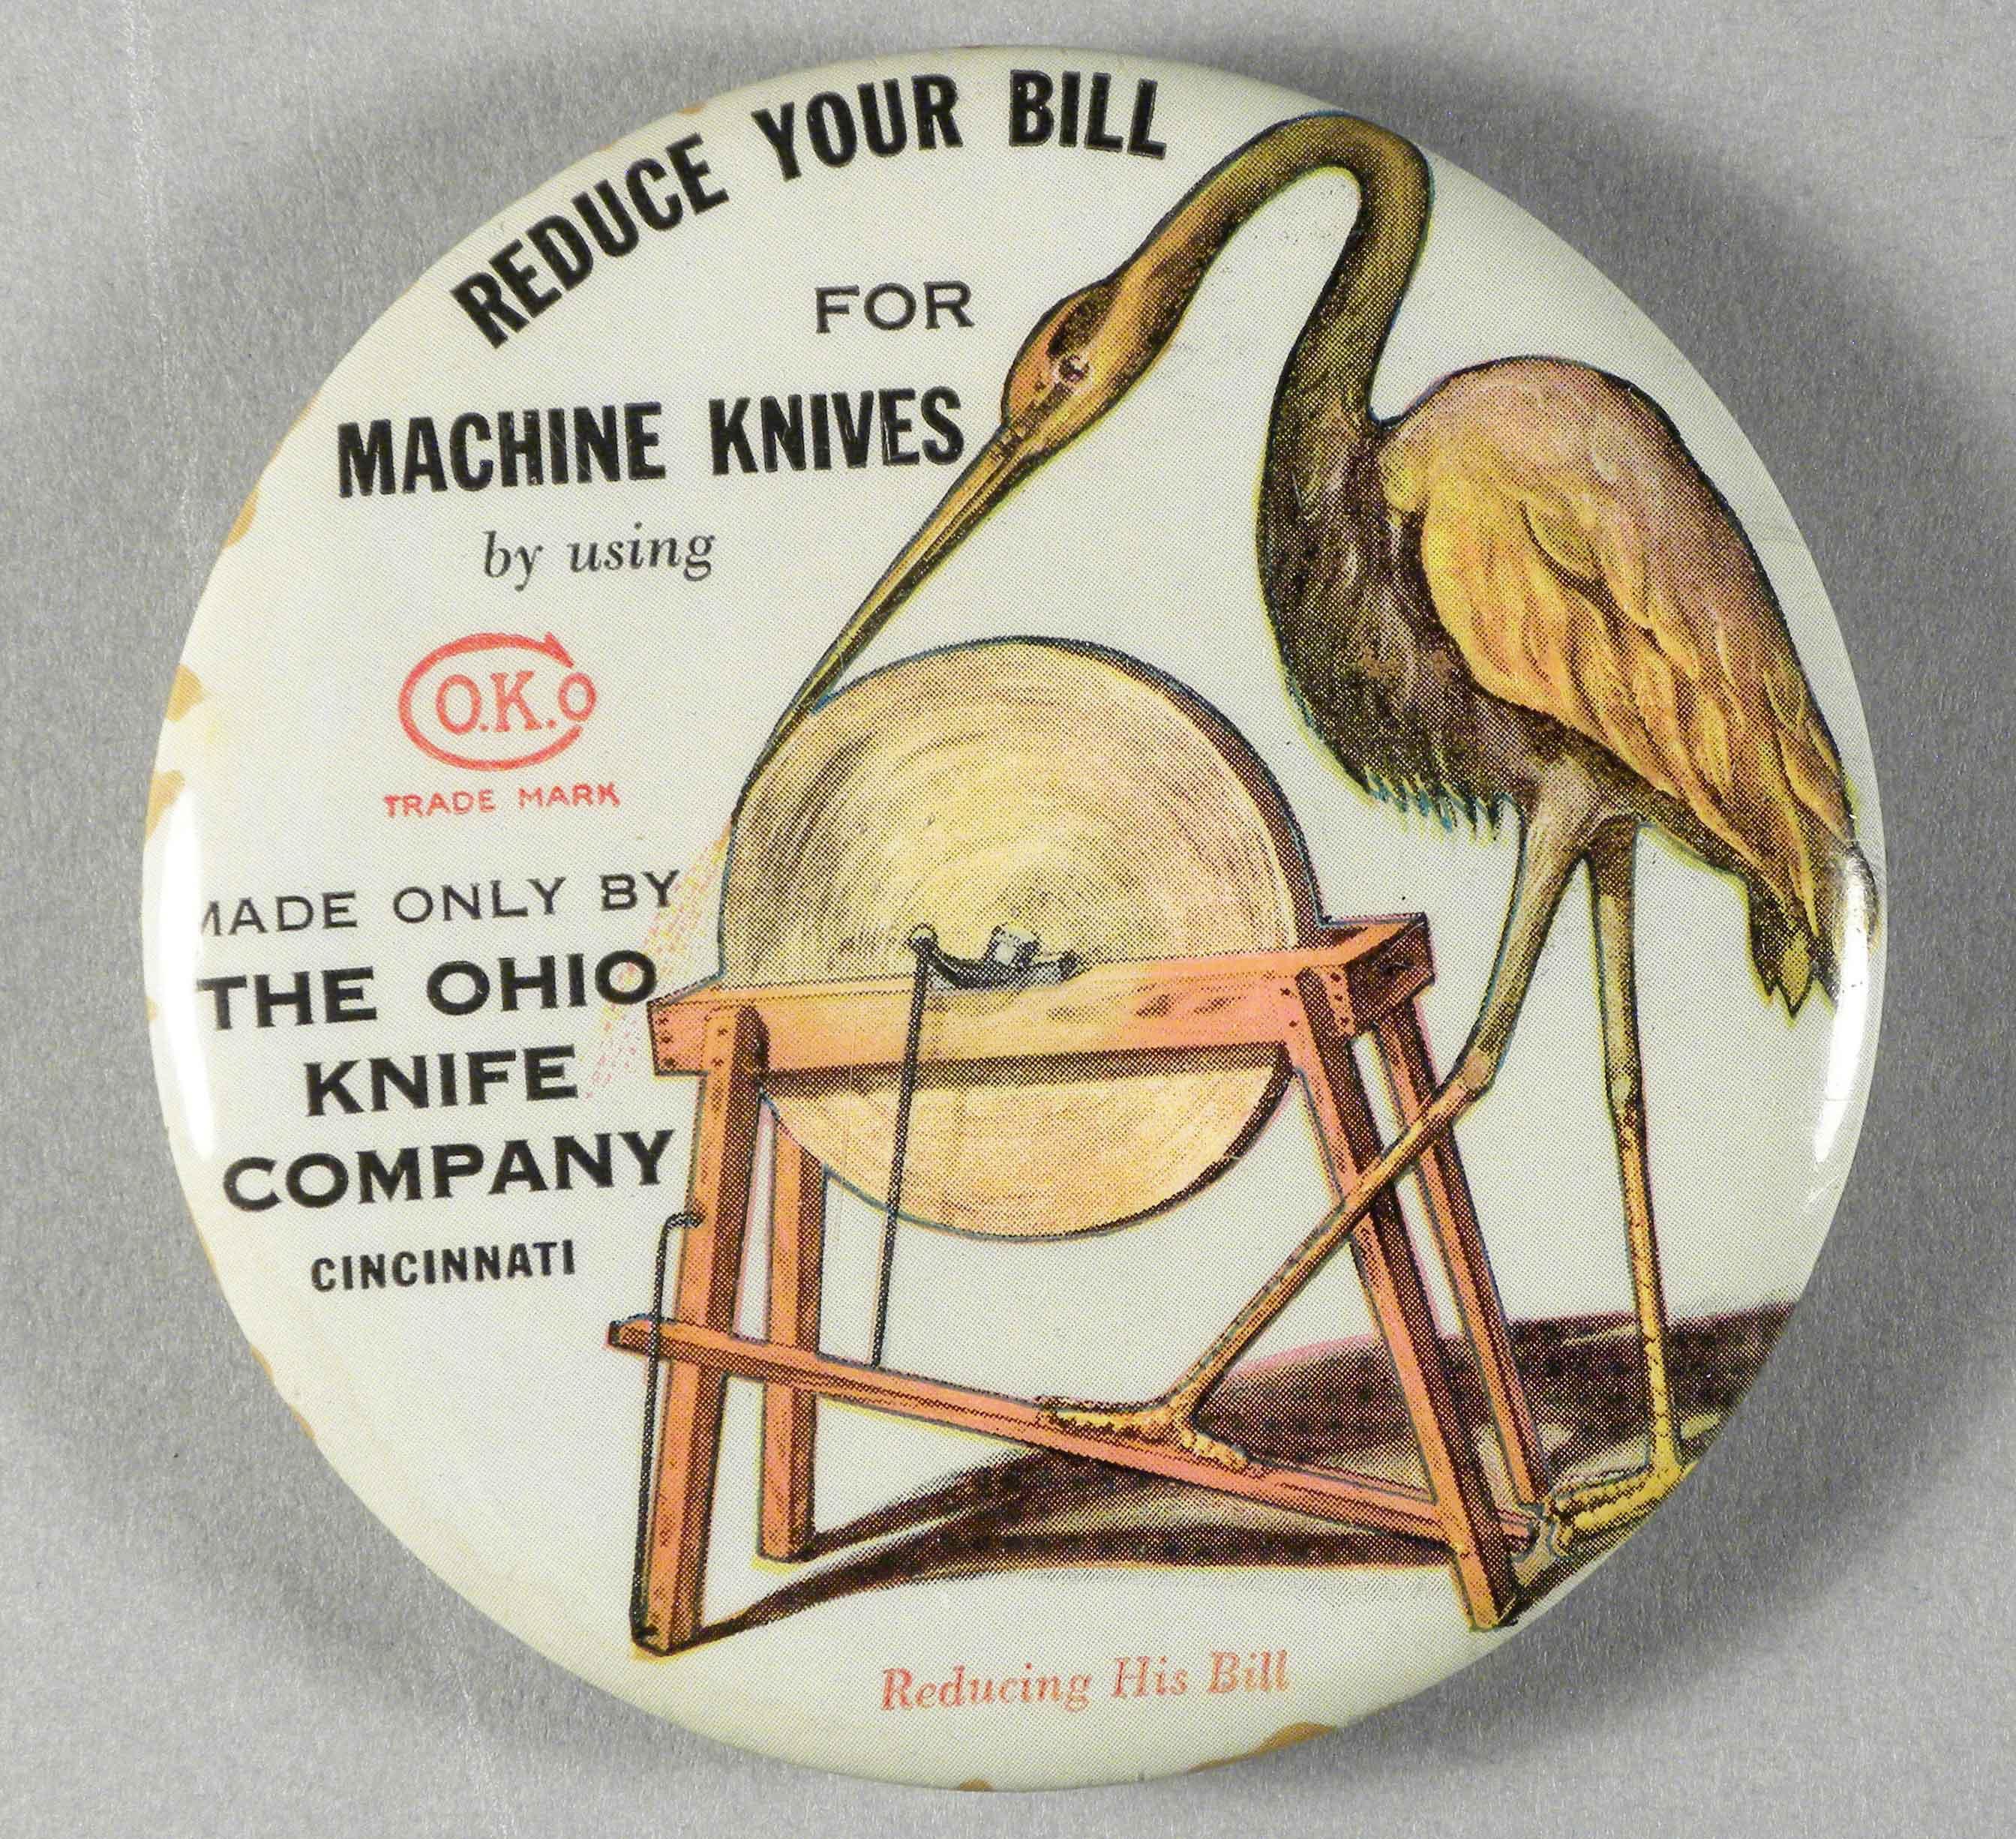 REDUCE YOUR BILL
FOR
MACHINE KNIVES
by using
O.K.
Co
TRADE MARK
MADE ONLY BY
THE OHIO
KNIFE
COMPANY
CINCINNATI
Reducing His Bill